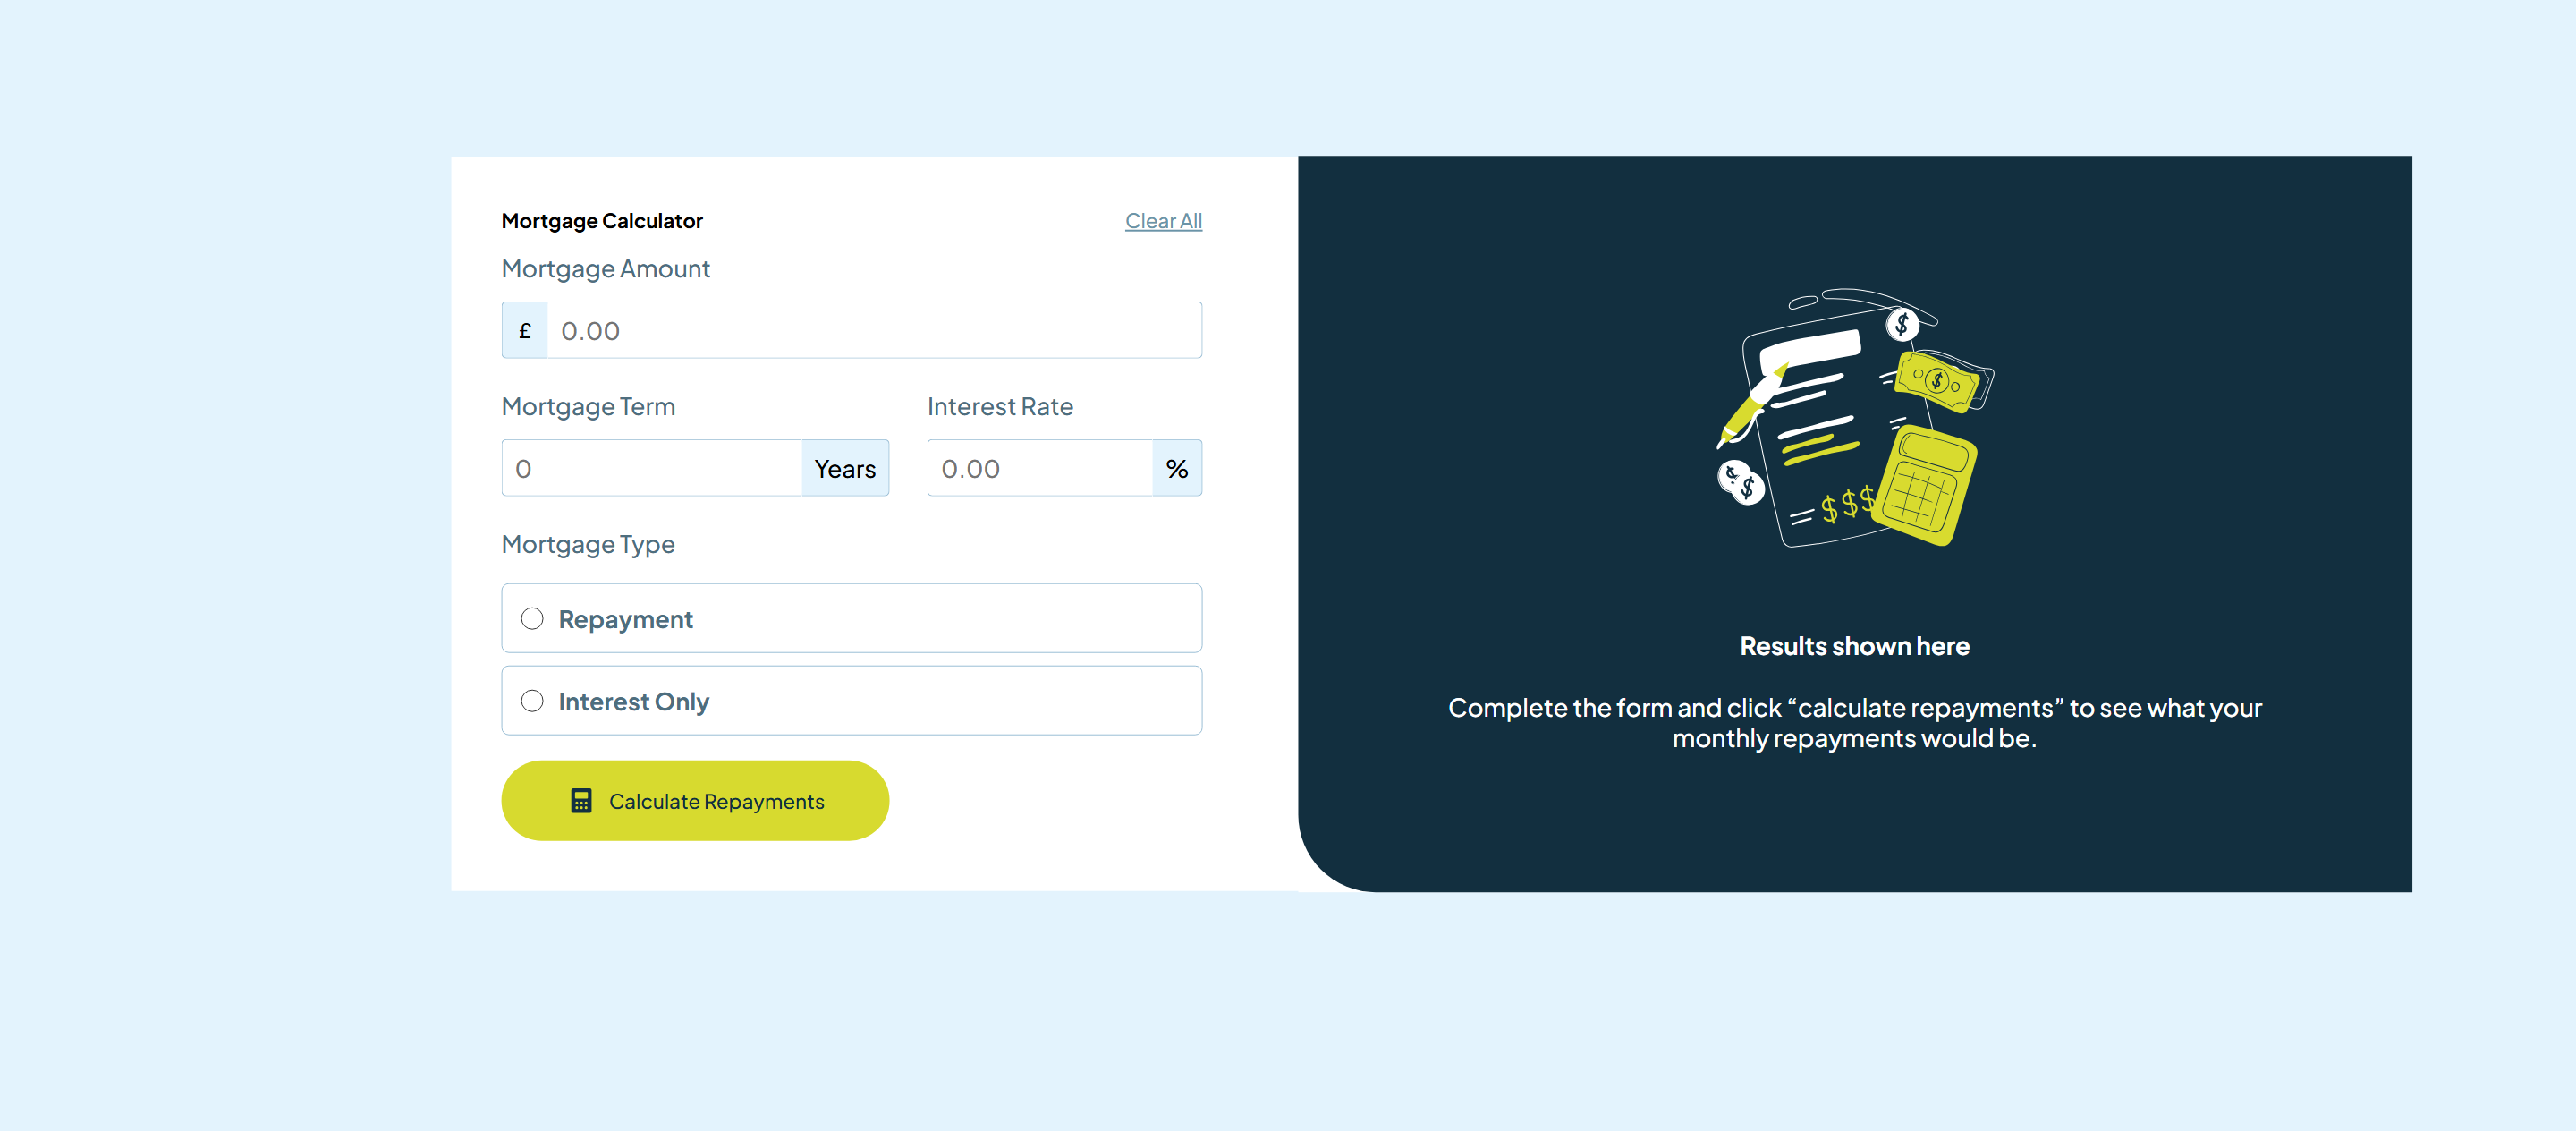 Mortgage Calculator
Clear All
Mortgage Amount
£ 0.00
Mortgage Term
Interest Rate
0 Years
0.00 %
Mortgage Type
Repayment
Interest Only
Calculate Repayments
$
$
$
$
$$$
Results shown here
Complete the form and click “calculate repayments” to see what your
monthly repayments would be.